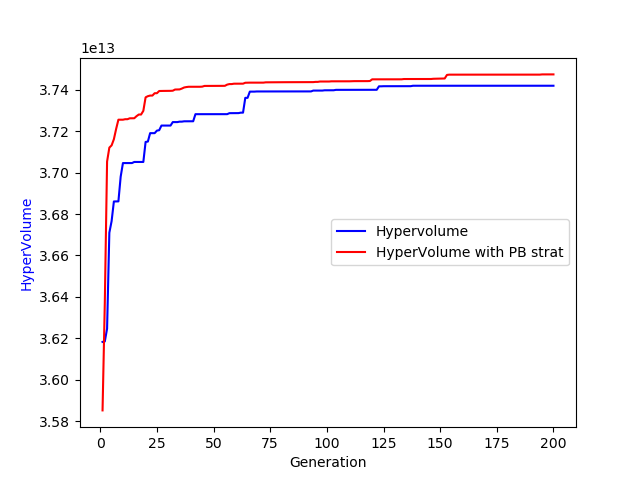 1e13
3.74
3.72
3.70
3.68
3.66
3.64
3.62
3.60
3.58
HyperVolume
Hypervolume
HyperVolume with PB strat
0 25 50 75 100 125 150 175 200
Generation